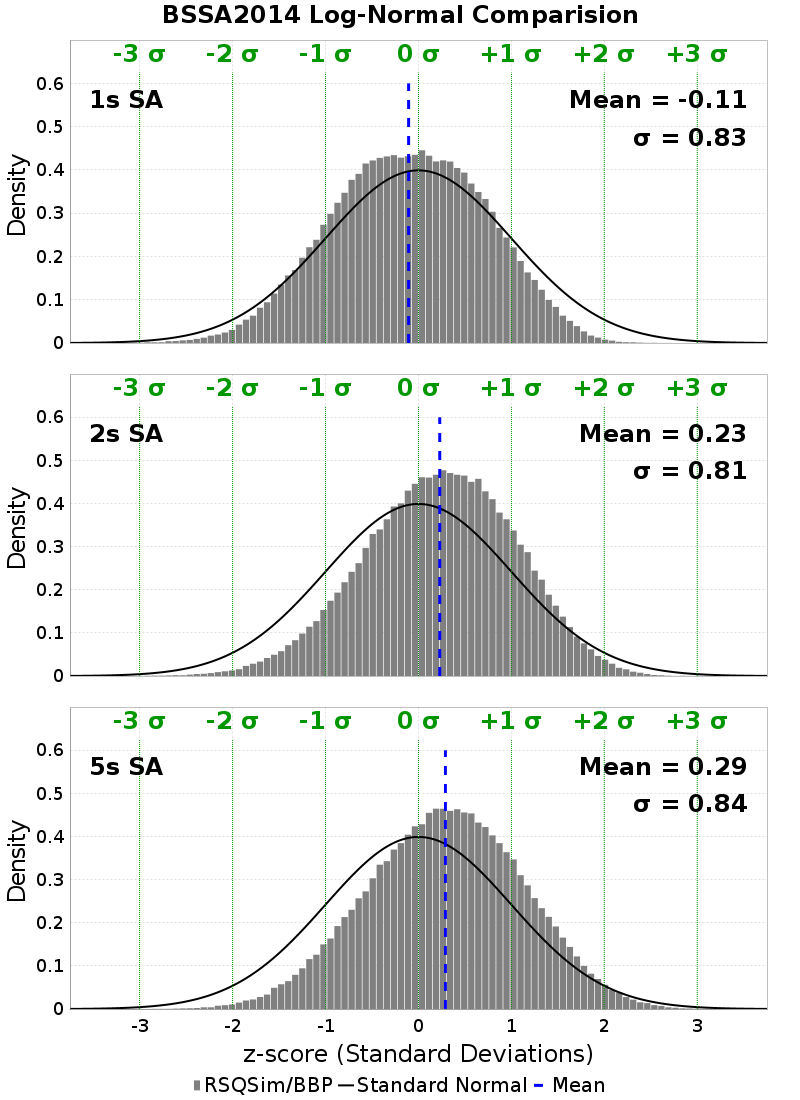 BSSA2014 Log-Normal Comparision
-3 σ -2 σ -1 σ 0 σ +1 σ +2 σ +3 σ
1s SA
Mean = -0.11
σ = 0.83
0.6
0.5
0.4
0.3
0.2
0.1
0
Density
-3 σ -2 σ -1 σ 0 σ +1 σ +2 σ +3 σ
2s SA
Mean = 0.23
σ = 0.81
0.6
0.5
0.4
0.3
0.2
0.1
0
Density
-3 σ -2 σ -1 σ 0 σ +1 σ +2 σ +3 σ
5s SA
Mean = 0.29
σ = 0.84
0.6
0.5
0.4
0.3
0.2
0.1
0
Density
-3 -2 -1 0 1 2 3
z-score (Standard Deviations)
RSQSim/BBP Standard Normal Mean